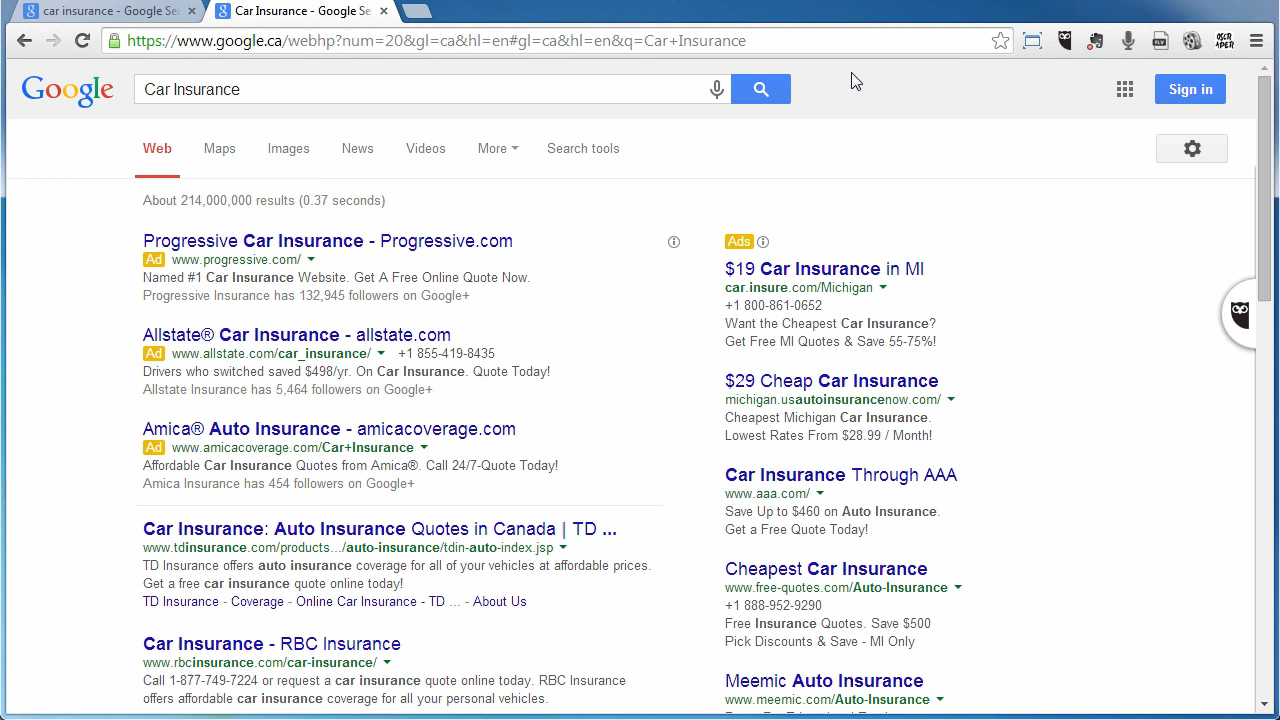 car insurance - Google Se
Car Insurance - Google Se
https://www.google.ca/webhp?num=20&gl=ca&hl=en#gl=ca&hl=en&q=Car+Insurance
Google
Car Insurance
Sign in
Web
Maps
Images
News
Videos
More
Search tools
About 214,000,000 results (0.37 seconds)
Progressive Car Insurance - Progressive.com
Ad www.progressive.com/
Named #1 Car Insurance Website. Get A Free Online Quote Now.
Progressive Insurance has 132,945 followers on Google+
Allstate® Car Insurance - allstate.com
Ad www.allstate.com/car_insurance/ +1 855-419-8435
Drivers who switched saved $498/yr. On Car Insurance. Quote Today!
Allstate Insurance has 5,464 followers on Google+
Amica® Auto Insurance - amicacoverage.com
Ad www.amicacoverage.com/Car+Insurance
Affordable Car Insurance Quotes from Amica®. Call 24/7-Quote Today!
Amica Insurance has 454 followers on Google+
Car Insurance: Auto Insurance Quotes in Canada | TD ...
www.tdinsurance.com/products.../auto-insurance/tdin-auto-index.jsp
TD Insurance offers auto insurance coverage for all of your vehicles at affordable prices.
Get a free car insurance quote online today!
TD Insurance - Coverage - Online Car Insurance - TD ... - About Us
Car Insurance - RBC Insurance
www.rbcinsurance.com/car-insurance/
Call 1-877-749-7224 or request a car insurance quote online today. RBC Insurance
offers affordable car insurance coverage for all your personal vehicles.
Ads
$19 Car Insurance in MI
car.insure.com/Michigan
+1 800-861-0652
Want the Cheapest Car Insurance?
Get Free MI Quotes & Save 55-75%!
$29 Cheap Car Insurance
michigan.usautoinsurancenow.com/
Cheapest Michigan Car Insurance.
Lowest Rates From $28.99 / Month!
Car Insurance Through AAA
www.aaa.com/
Save Up to $460 on Auto Insurance.
Get a Free Quote Today!
Cheapest Car Insurance
www.free-quotes.com/Auto-Insurance
+1 888-952-9290
Free Insurance Quotes. Save $500
Pick Discounts & Save - MI Only
Meemic Auto Insurance
www.meemic.com/Auto-Insurance